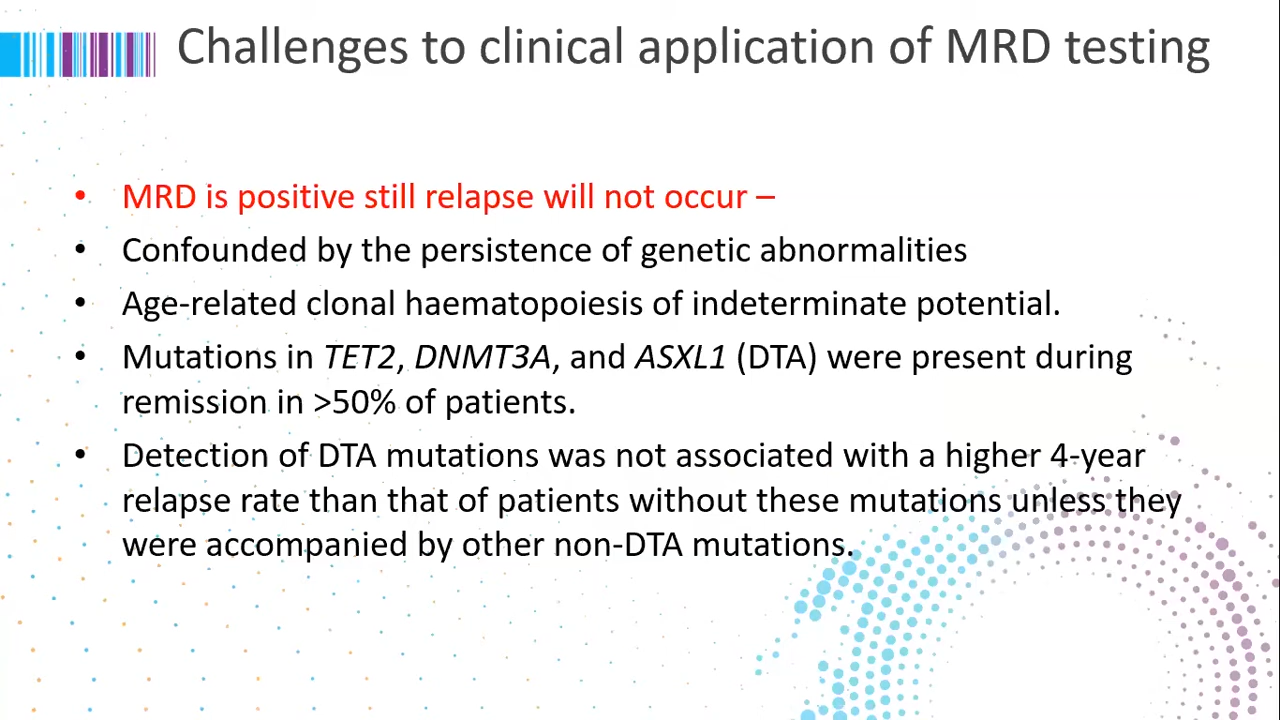 Challenges to clinical application of MRD testing
• MRD is positive still relapse will not occur –
• Confounded by the persistence of genetic abnormalities
• Age-related clonal haematopoiesis of indeterminate potential.
• Mutations in TET2, DNMT3A, and ASXL1 (DTA) were present during
remission in >50% of patients.
• Detection of DTA mutations was not associated with a higher 4-year
relapse rate than that of patients without these mutations unless they
were accompanied by other non-DTA mutations.